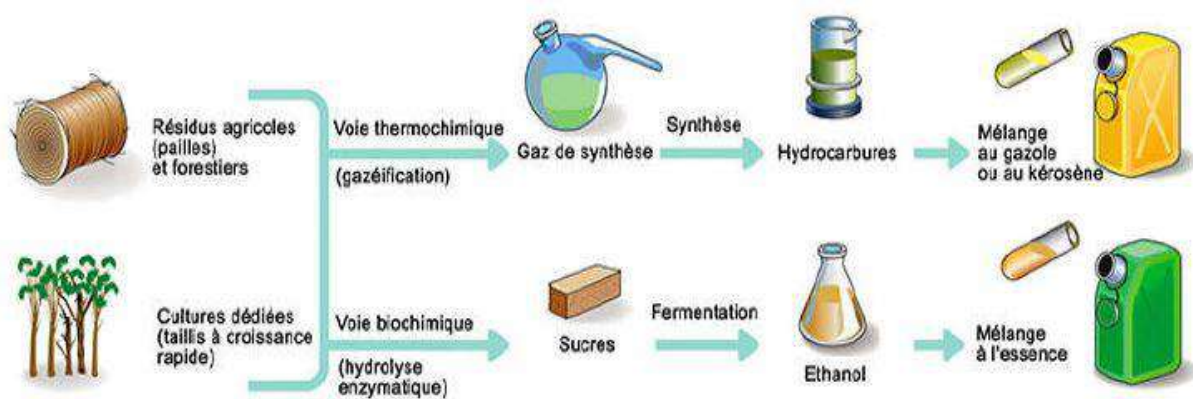 Résidus agricoles
(pailles)
et forestiers
Voie thermochimique
(gazéification)
Gaz de synthèse
Synthèse
Hydrocarbures
Mélange
au gazole
ou au kérosène
Cultures dédiées
(taillis à croissance
rapide)
Voie biochimique
(hydrolyse
enzymatique)
Sucres
Fermentation
Ethanol
Mélange
à l'essence